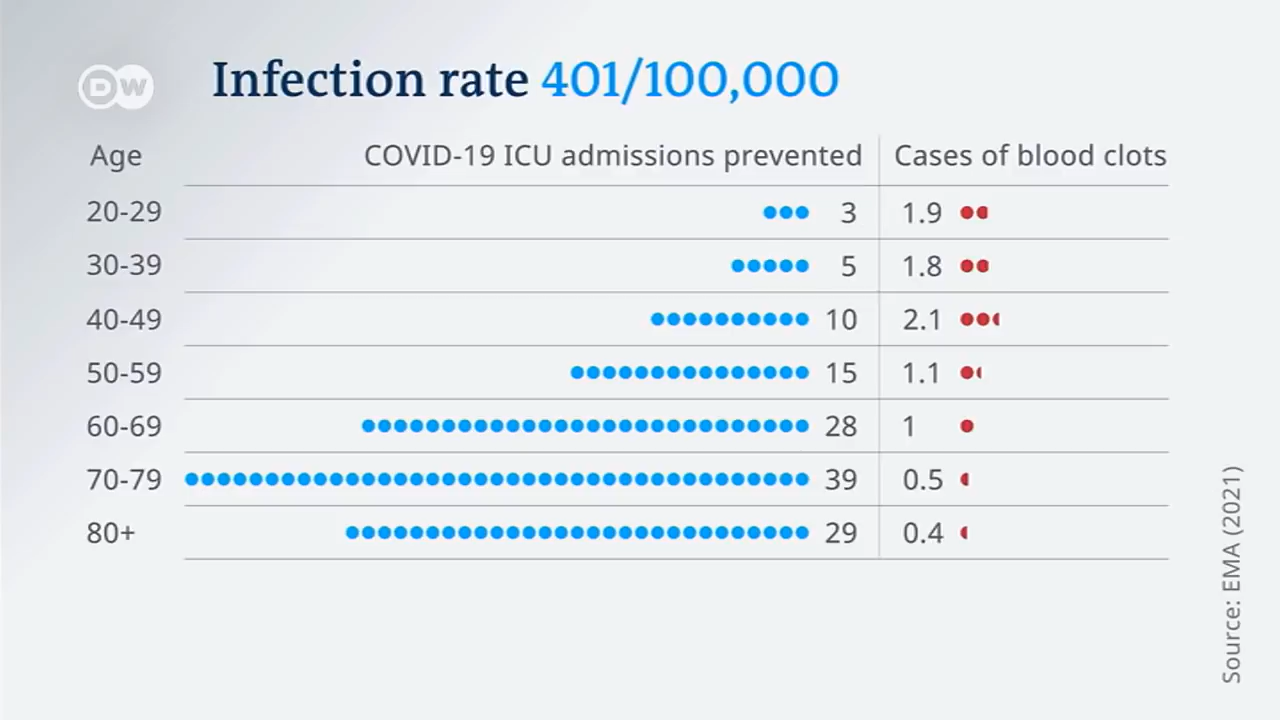 DW
Infection rate 401/100,000
Age COVID-19 ICU admissions prevented Cases of blood clots
20-29 3 1.9
30-39 5 1.8
40-49 10 2.1
50-59 15 1.1
60-69 28 1
70-79 39 0.5
80+ 29 0.4
Source: EMA (2021)